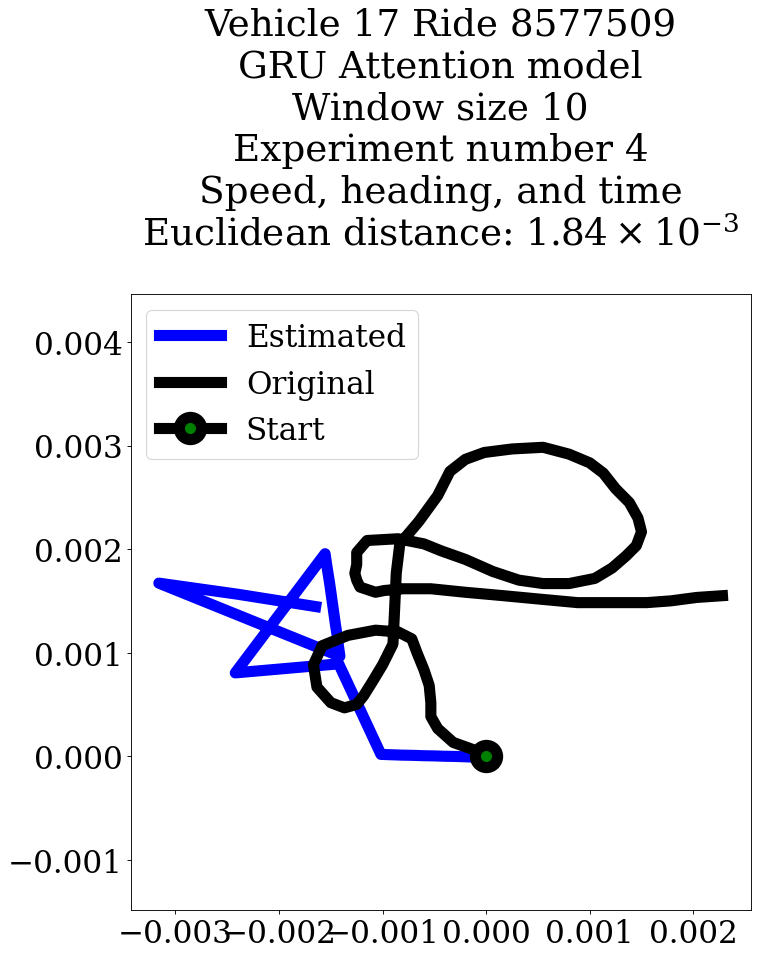 Vehicle 17 Ride 8577509
GRU Attention model
Window size 10
Experiment number 4
Speed, heading, and time
Euclidean distance: 1.84 × 10⁻³
Estimated
Original
Start
0.004
0.003
0.002
0.001
0.000
−0.001
−0.003 −0.002 −0.001 0.000 0.001 0.002